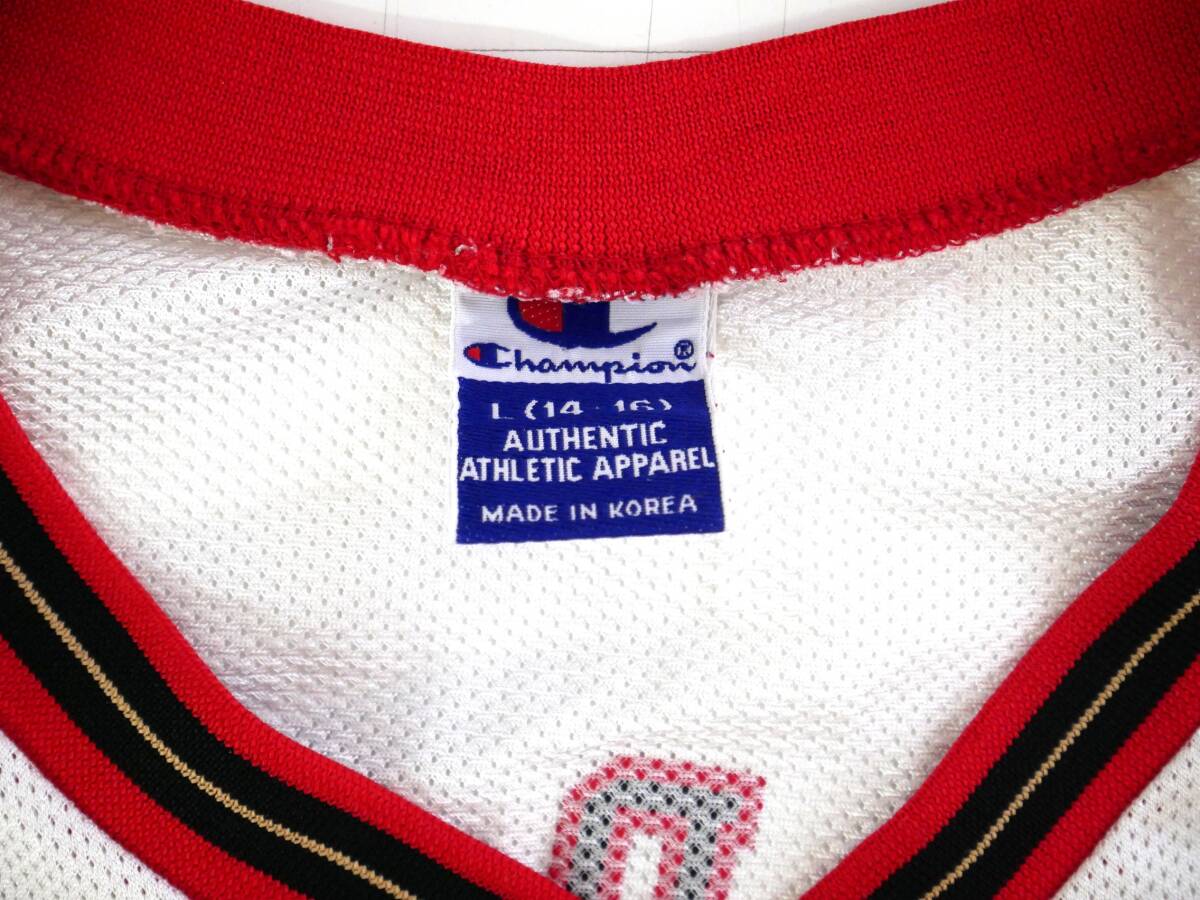 Champion®
L (14-16)
AUTHENTIC
ATHLETIC APPAREL
MADE IN KOREA